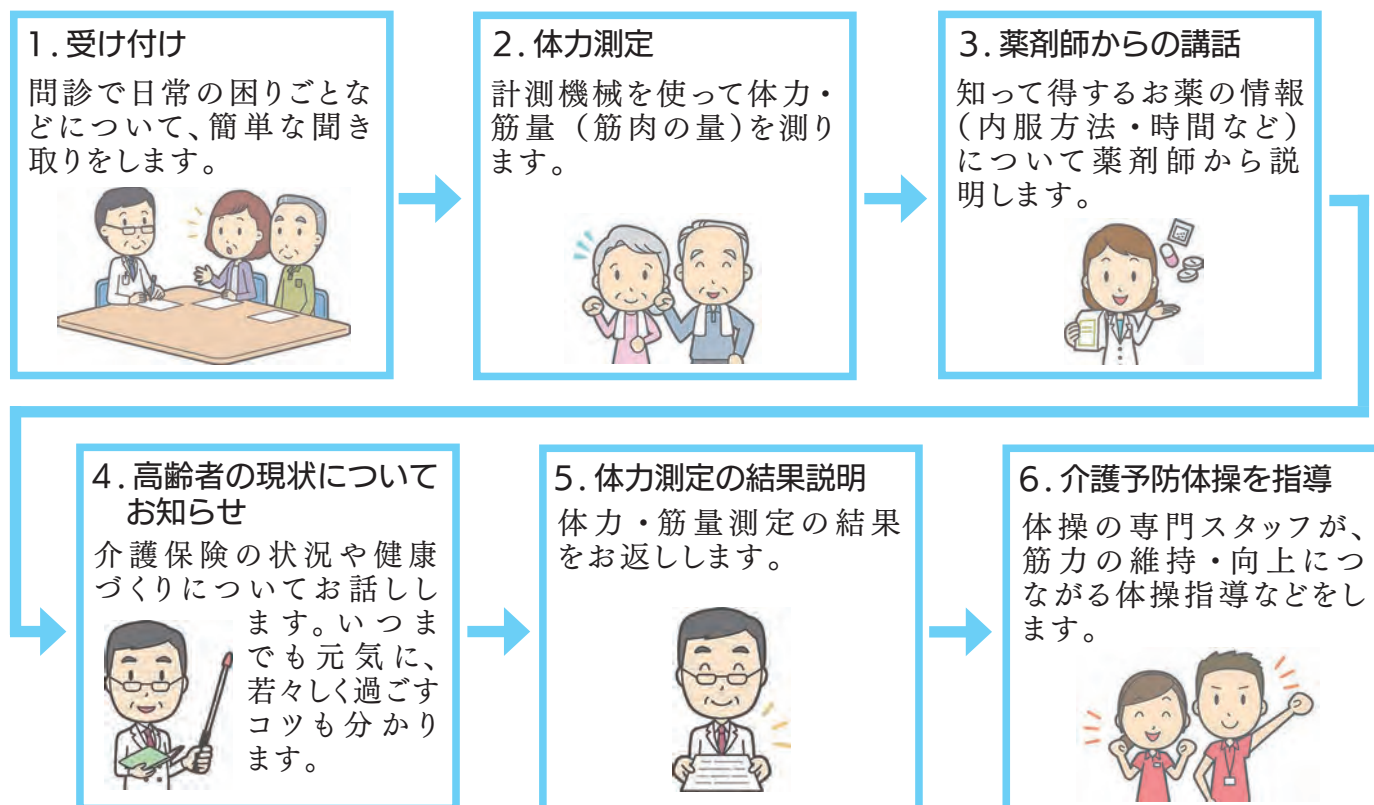 1.受け付け
問診で日常の困りごとな
どについて、簡単な聞き
取りをします。
2.体力測定
計測機械を使って体力・
筋量（筋肉の量）を測り
ます。
3.薬剤師からの講話
知って得するお薬の情報
（内服方法・時間など）
について薬剤師から説
明します。
4.高齢者の現状について
お知らせ
介護保険の状況や健康
づくりについてお話しし
ます。いつま
でも元気に、
若々しく過ごす
コツも分かり
ます。
5.体力測定の結果説明
体力・筋量測定の結果
をお返しします。
6.介護予防体操を指導
体操の専門スタッフが、
筋力の維持・向上につ
ながる体操指導などをし
ます。